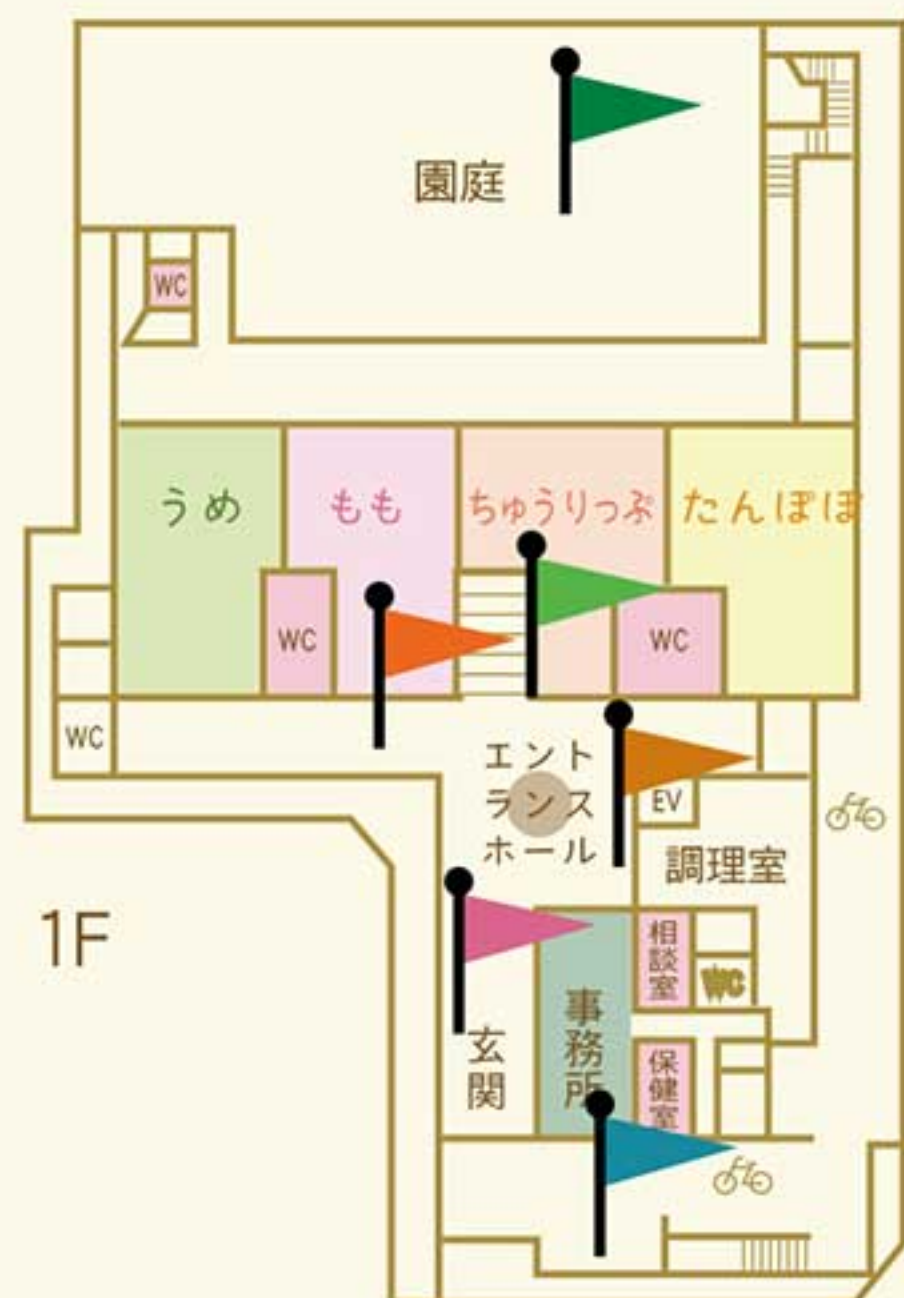 園庭
WC
うめ
もも
ちゅうりっぷ
たんぽぽ
WC
WC
WC
エント
ランス
ホール
EV
調理室
1F
相談室
WC
玄関
事務所
保健室